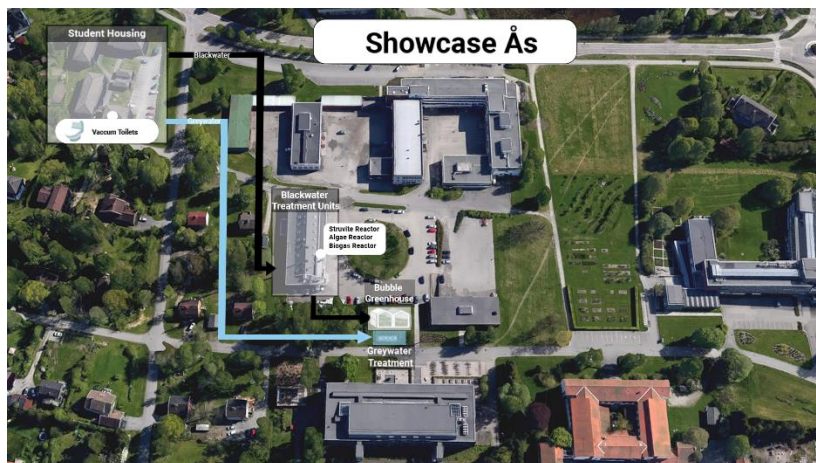 Showcase Ås
Student Housing
Vaccum Toilets
Blackwater
Greywater
Blackwater
Treatment Units
Struvite Reactor
Algae Reactor
Biogas Reactor
Bubble
Greenhouse
Greywater
Treatment